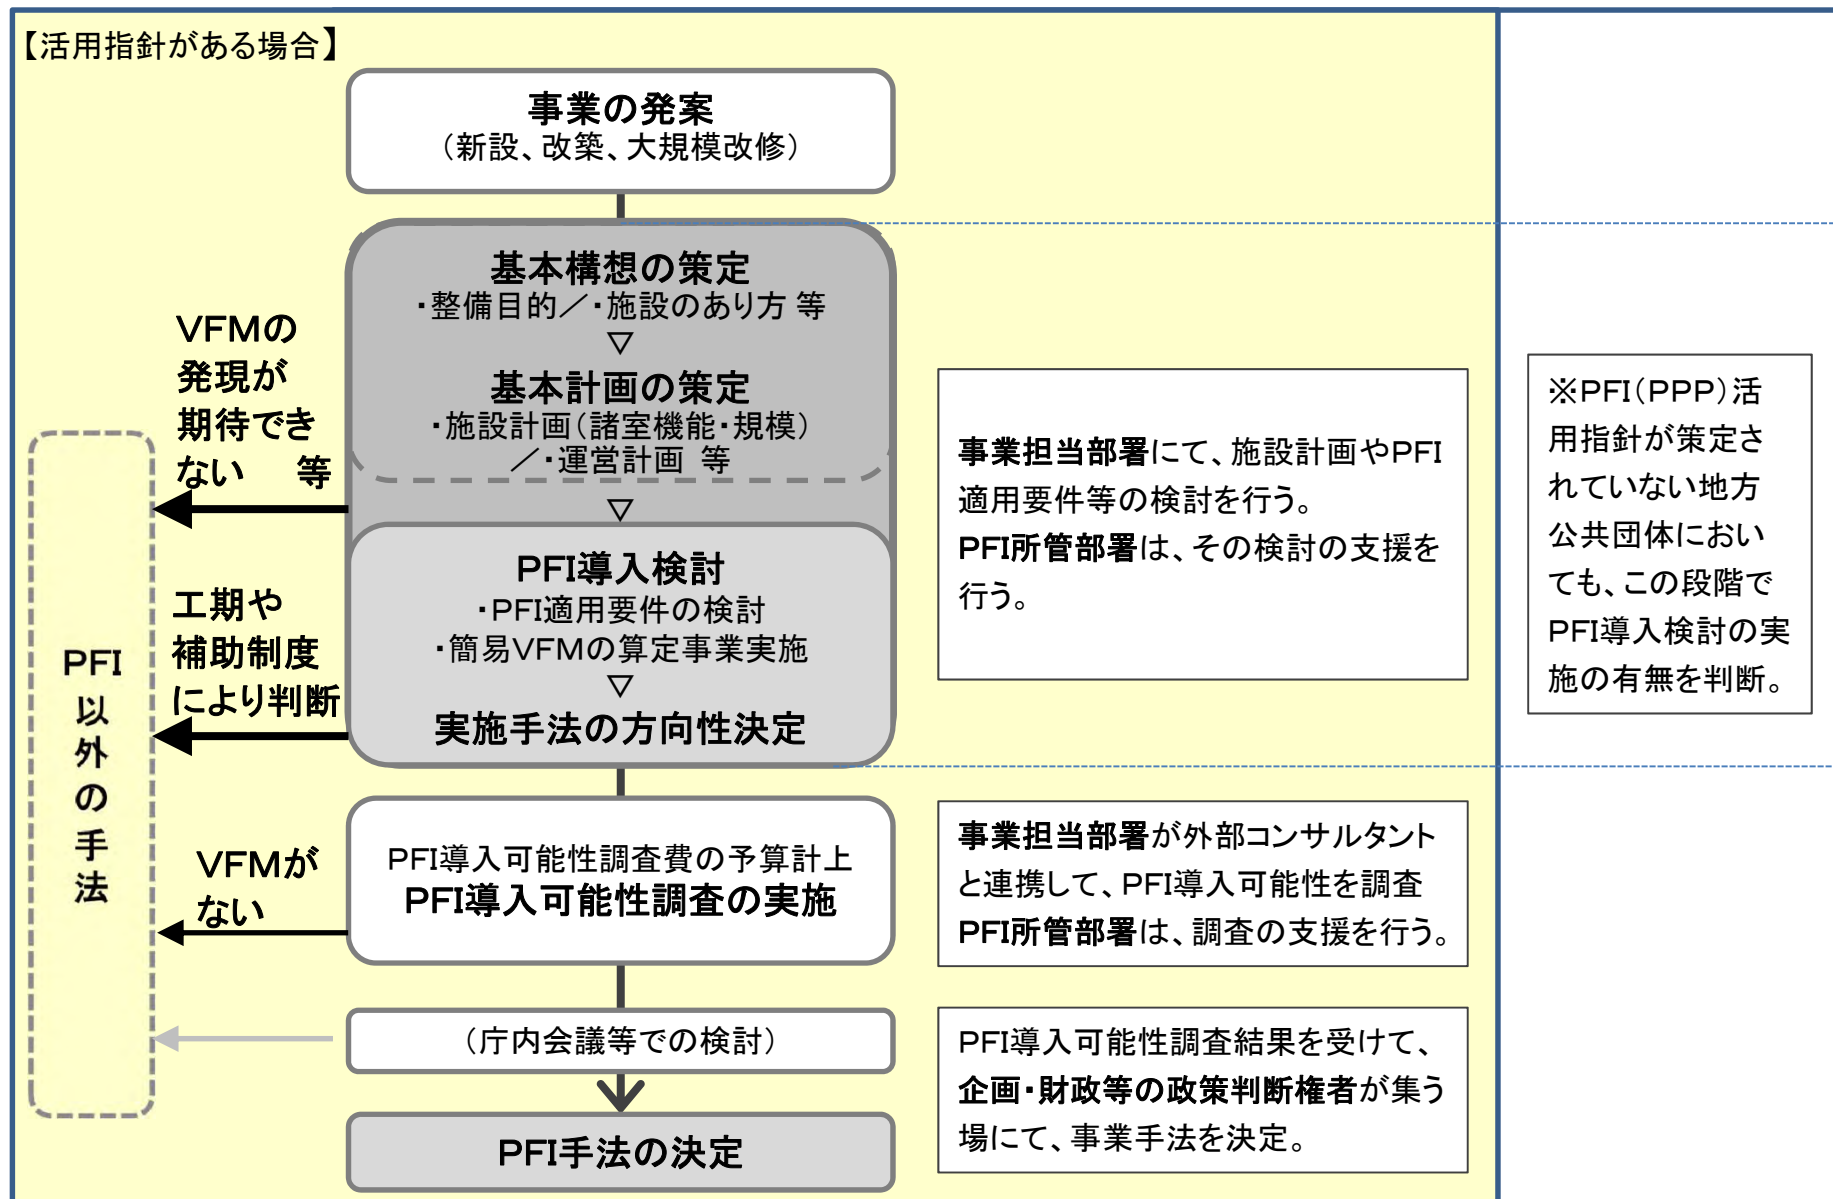 【活用指針がある場合】
事業の発案
（新設、改築、大規模改修）
基本構想の策定
・整備目的／・施設のあり方 等
▽
基本計画の策定
・施設計画（諸室機能・規模）
／・運営計画 等
▽
PFI導入検討
・PFI適用要件の検討
・簡易VFMの算定事業実施
▽
実施手法の方向性決定
PFI導入可能性調査費の予算計上
PFI導入可能性調査の実施
（庁内会議等での検討）
PFI手法の決定
VFMの
発現が
期待でき
ない 等
工期や
補助制度
により判断
VFMが
ない
PFI
以
外
の
手
法
事業担当部署にて、施設計画やPFI
適用要件等の検討を行う。
PFI所管部署は、その検討の支援を
行う。
事業担当部署が外部コンサルタント
と連携して、PFI導入可能性を調査
PFI所管部署は、調査の支援を行う。
PFI導入可能性調査結果を受けて、
企画・財政等の政策判断権者が集う
場にて、事業手法を決定。
※PFI（PPP）活
用指針が策定さ
れていない地方
公共団体におい
ても、この段階で
PFI導入検討の実
施の有無を判断。